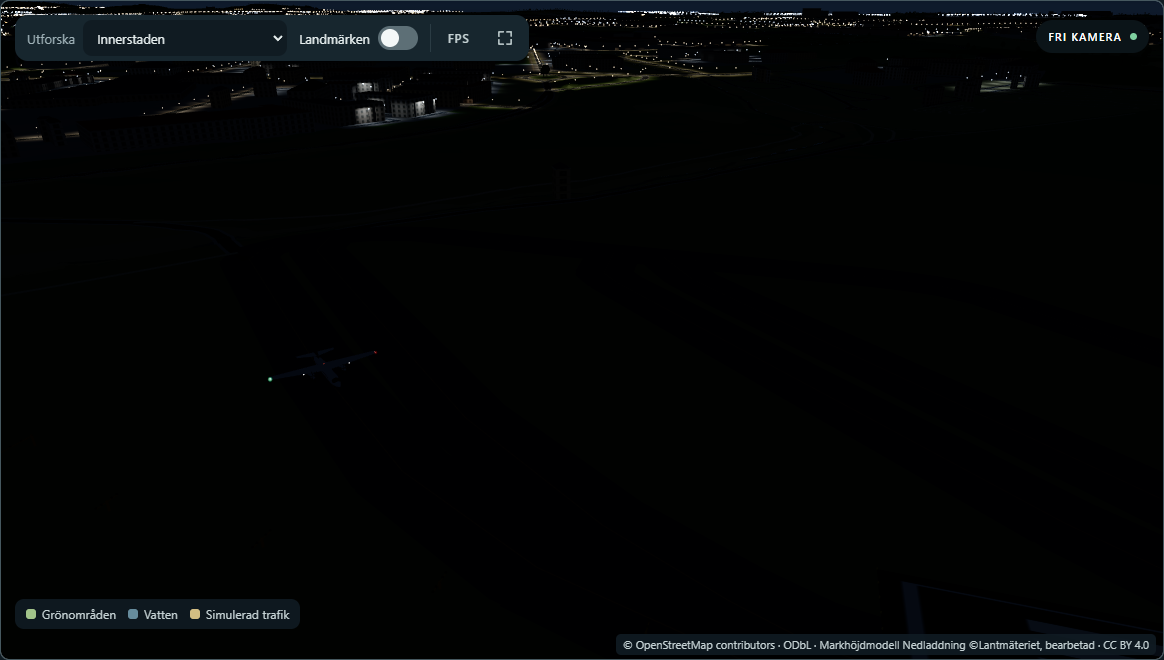 Utforska Innerstaden Landmärken FPS
FRI KAMERA
Grönområden Vatten Simulerad trafik
© OpenStreetMap contributors · ODbL · Markhöjdmodell Nedladdning ©Lantmäteriet, bearbetad · CC BY 4.0